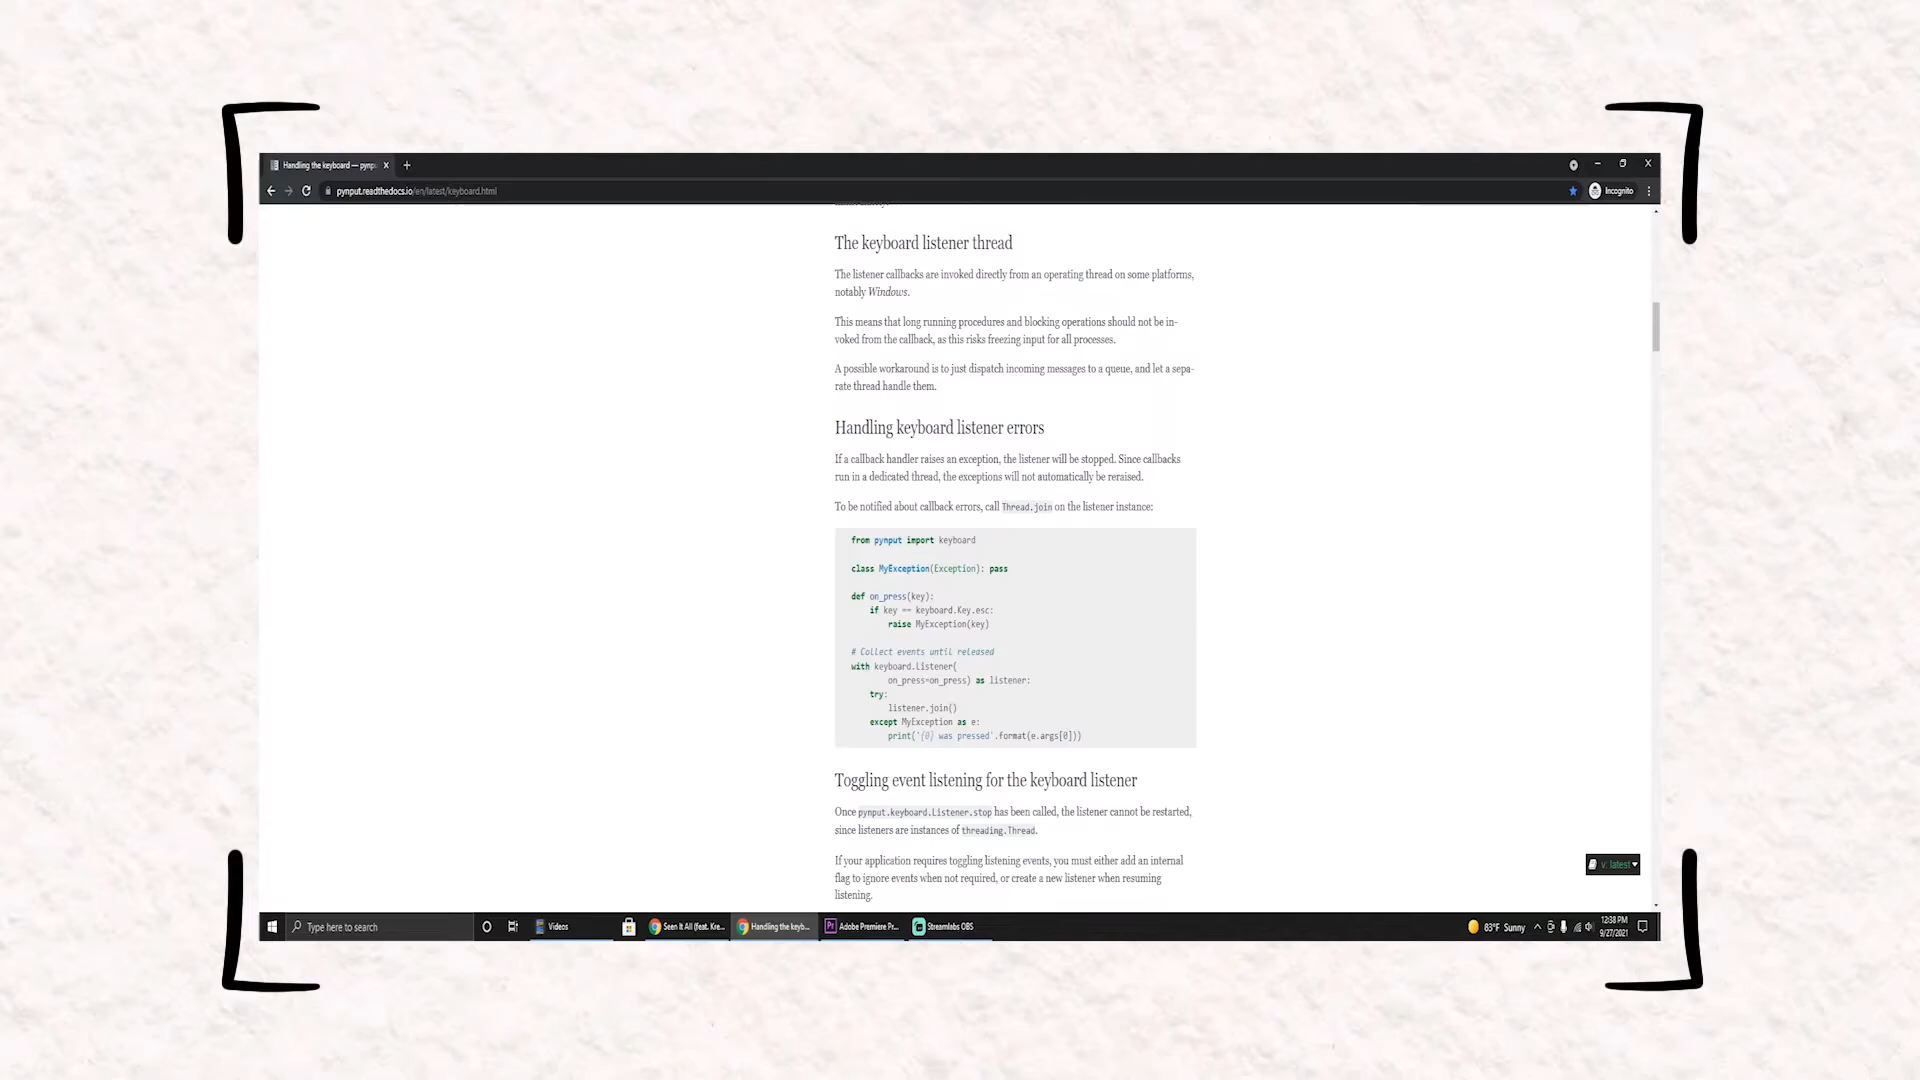 Handling the keyboard — pynp
pynput.readthedocs.io/en/latest/keyboard.html
Incognito
The keyboard listener thread
The listener callbacks are invoked directly from an operating thread on some platforms,
notably Windows.
This means that long running procedures and blocking operations should not be in-
voked from the callback, as this risks freezing input for all processes.
A possible workaround is to just dispatch incoming messages to a queue, and let a sepa-
rate thread handle them.
Handling keyboard listener errors
If a callback handler raises an exception, the listener will be stopped. Since callbacks
run in a dedicated thread, the exceptions will not automatically be reraised.
To be notified about callback errors, call Thread.join on the listener instance:
from pynput import keyboard
class MyException(Exception): pass
def on_press(key):
if key == keyboard.Key.esc:
raise MyException(key)
# Collect events until released
with keyboard.Listener(
on_press=on_press) as listener:
try:
listener.join()
except MyException as e:
print('{0} was pressed'.format(e.args[0]))
Toggling event listening for the keyboard listener
Once pynput.keyboard.Listener.stop has been called, the listener cannot be restarted,
since listeners are instances of threading.Thread.
If your application requires toggling listening events, you must either add an internal
flag to ignore events when not required, or create a new listener when resuming
listening.
v: latest
Type here to search
Videos
Seen It All (feat. Kre...
Handling the keyb...
Adobe Premiere Pr...
Streamlabs OBS
83°F Sunny
12:38 PM
9/27/2021